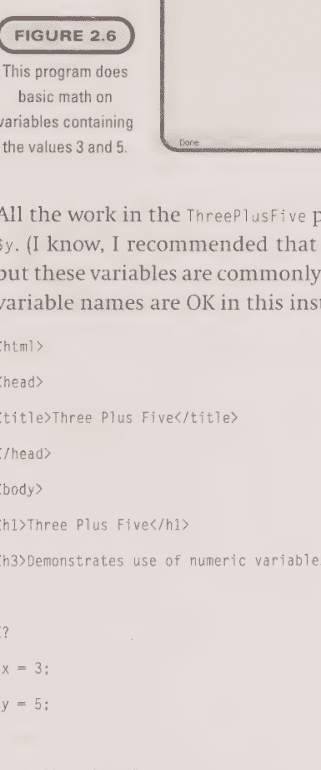 FIGURE 2.6
This program does
basic math on
variables containing
the values 3 and 5.
Done
All the work in the ThreePlusFive p
$y. (I know, I recommended that
but these variables are commonly
variable names are OK in this inst
<html>
<head>
<title>Three Plus Five</title>
</head>
<body>
<h1>Three Plus Five</h1>
<h3>Demonstrates use of numeric variable
<?
x = 3;
y = 5;